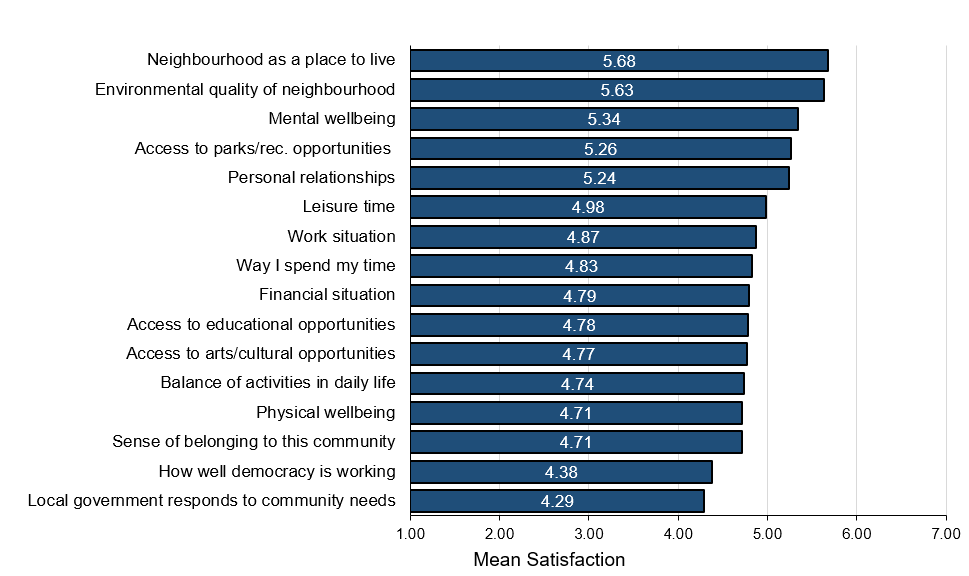 Neighbourhood as a place to live 5.68
Environmental quality of neighbourhood 5.63
Mental wellbeing 5.34
Access to parks/rec. opportunities 5.26
Personal relationships 5.24
Leisure time 4.98
Work situation 4.87
Way I spend my time 4.83
Financial situation 4.79
Access to educational opportunities 4.78
Access to arts/cultural opportunities 4.77
Balance of activities in daily life 4.74
Physical wellbeing 4.71
Sense of belonging to this community 4.71
How well democracy is working 4.38
Local government responds to community needs 4.29
1.00 2.00 3.00 4.00 5.00 6.00 7.00
Mean Satisfaction